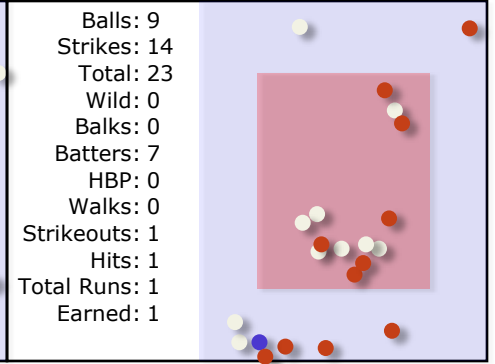 Balls: 9
Strikes: 14
Total: 23
Wild: 0
Balks: 0
Batters: 7
HBP: 0
Walks: 0
Strikeouts: 1
Hits: 1
Total Runs: 1
Earned: 1